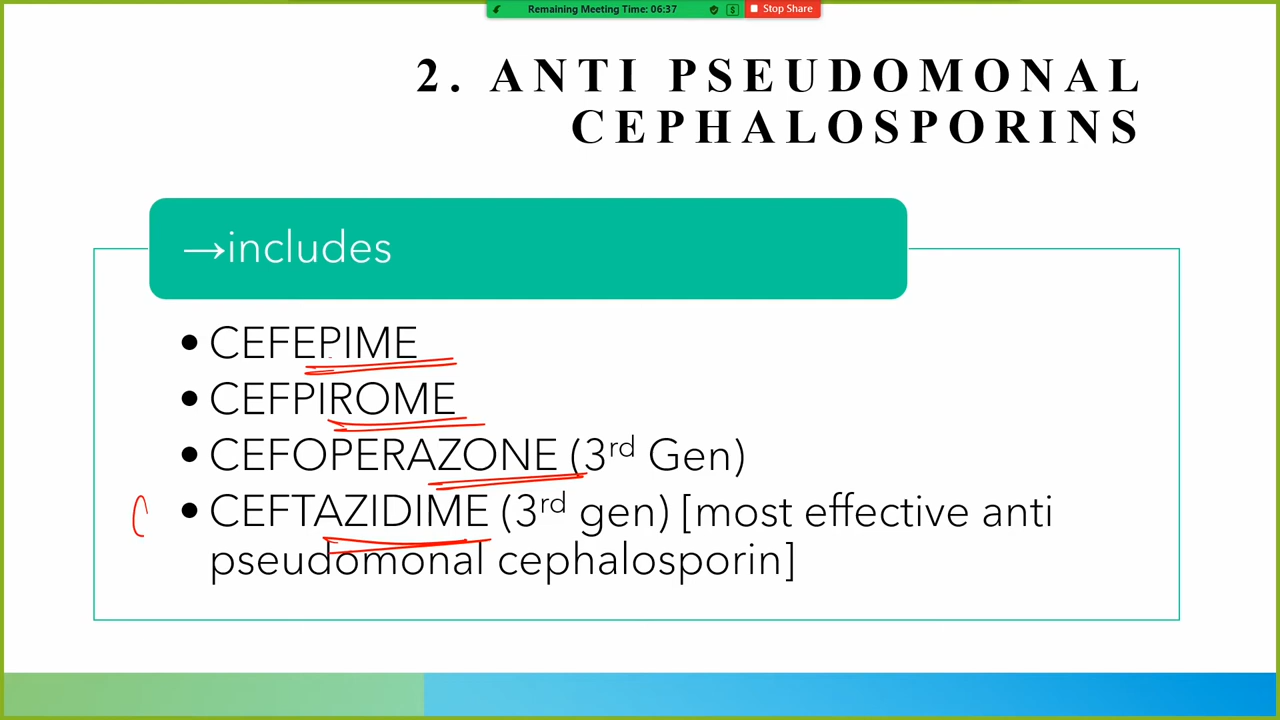 Remaining Meeting Time: 06:37
Stop Share
2. ANTI PSEUDOMONAL
CEPHALOSPORINS
→includes
• CEFEPIME
• CEFPIROME
• CEFOPERAZONE (3rd Gen)
• CEFTAZIDIME (3rd gen) [most effective anti
pseudomonal cephalosporin]